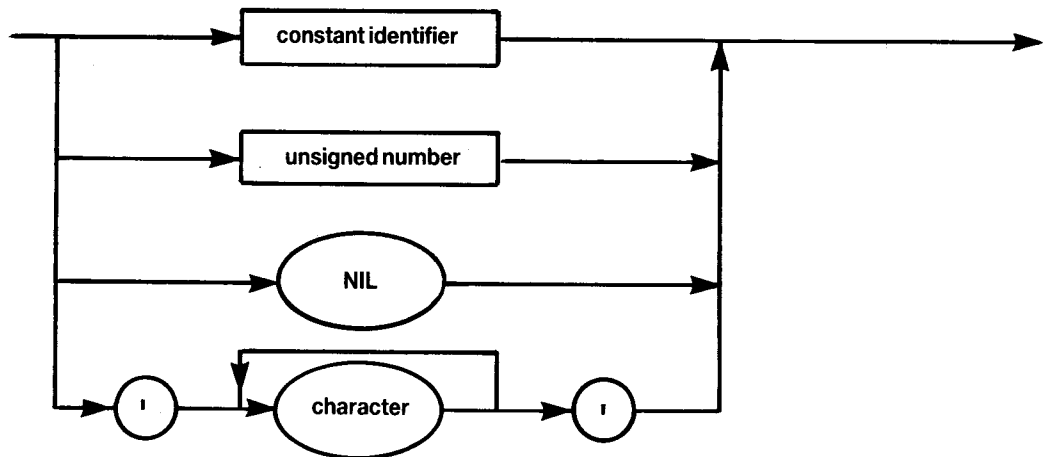 constant identifier
unsigned number
NIL
' character '